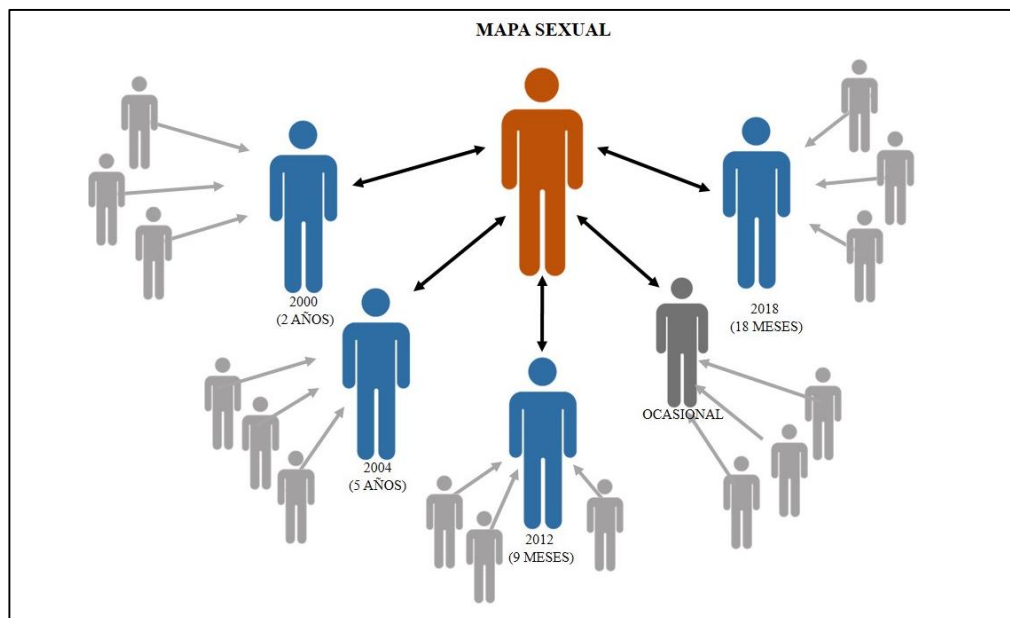 MAPA SEXUAL
2000
(2 AÑOS)
2018
(18 MESES)
OCASIONAL
2004
(5 AÑOS)
2012
(9 MESES)